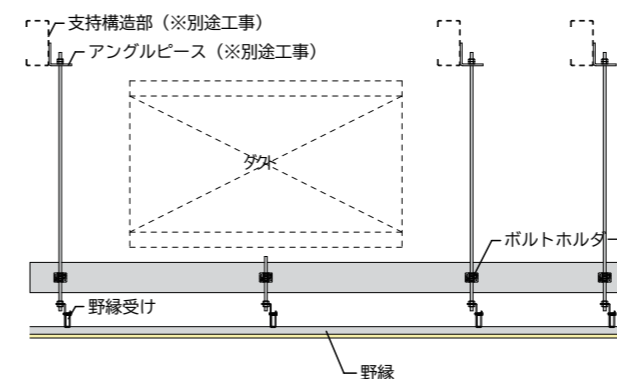 支持構造部（※別途工事）
アングルピース（※別途工事）
ダクト
ボルトホルダー
野縁受け
野縁